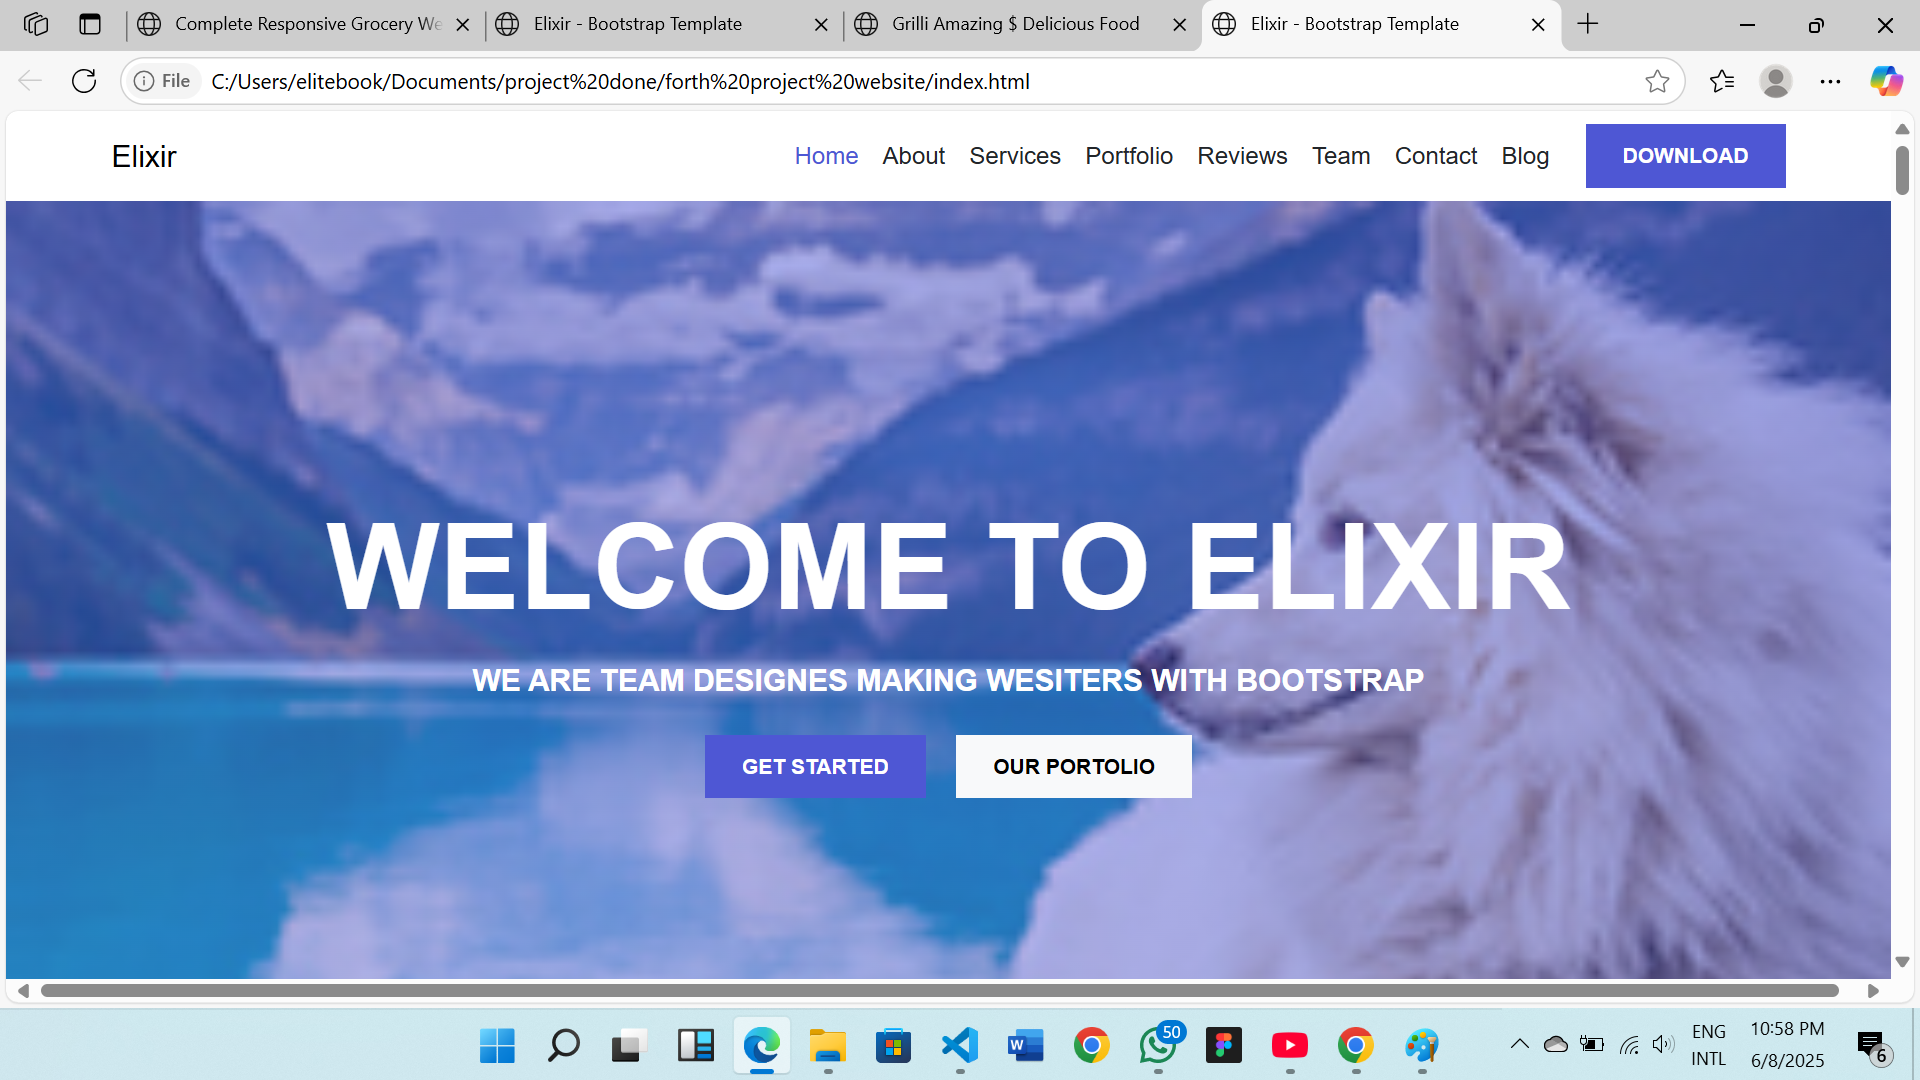 Complete Responsive Grocery We
Elixir - Bootstrap Template
Grilli Amazing $ Delicious Food
Elixir - Bootstrap Template
File
C:/Users/elitebook/Documents/project%20done/forth%20project%20website/index.html
Elixir
Home About Services Portfolio Reviews Team Contact Blog DOWNLOAD
WELCOME TO ELIXIR
WE ARE TEAM DESIGNES MAKING WESITERS WITH BOOTSTRAP
GET STARTED
OUR PORTOLIO
W
50
ENG
INTL
10:58 PM
6/8/2025
6